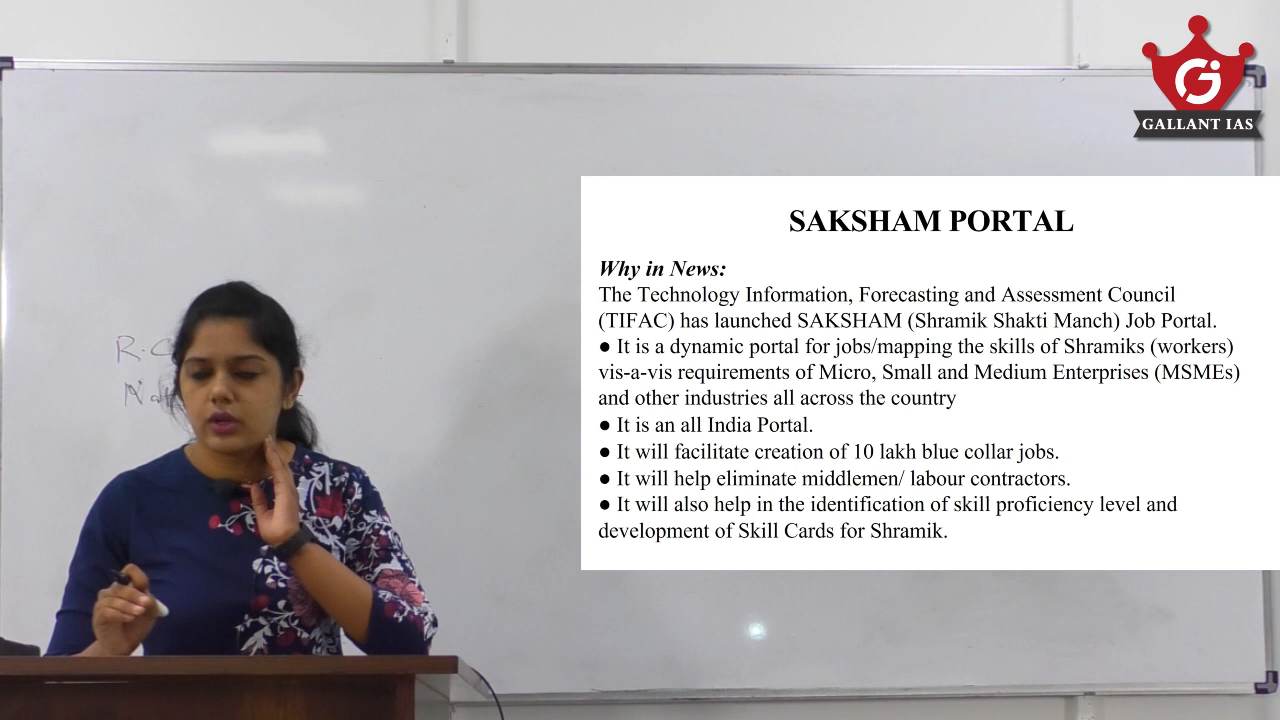 GALLANT IAS
SAKSHAM PORTAL
Why in News:
The Technology Information, Forecasting and Assessment Council
(TIFAC) has launched SAKSHAM (Shramik Shakti Manch) Job Portal.
● It is a dynamic portal for jobs/mapping the skills of Shramiks (workers)
vis-a-vis requirements of Micro, Small and Medium Enterprises (MSMEs)
and other industries all across the country
● It is an all India Portal.
● It will facilitate creation of 10 lakh blue collar jobs.
● It will help eliminate middlemen/ labour contractors.
● It will also help in the identification of skill proficiency level and
development of Skill Cards for Shramik.